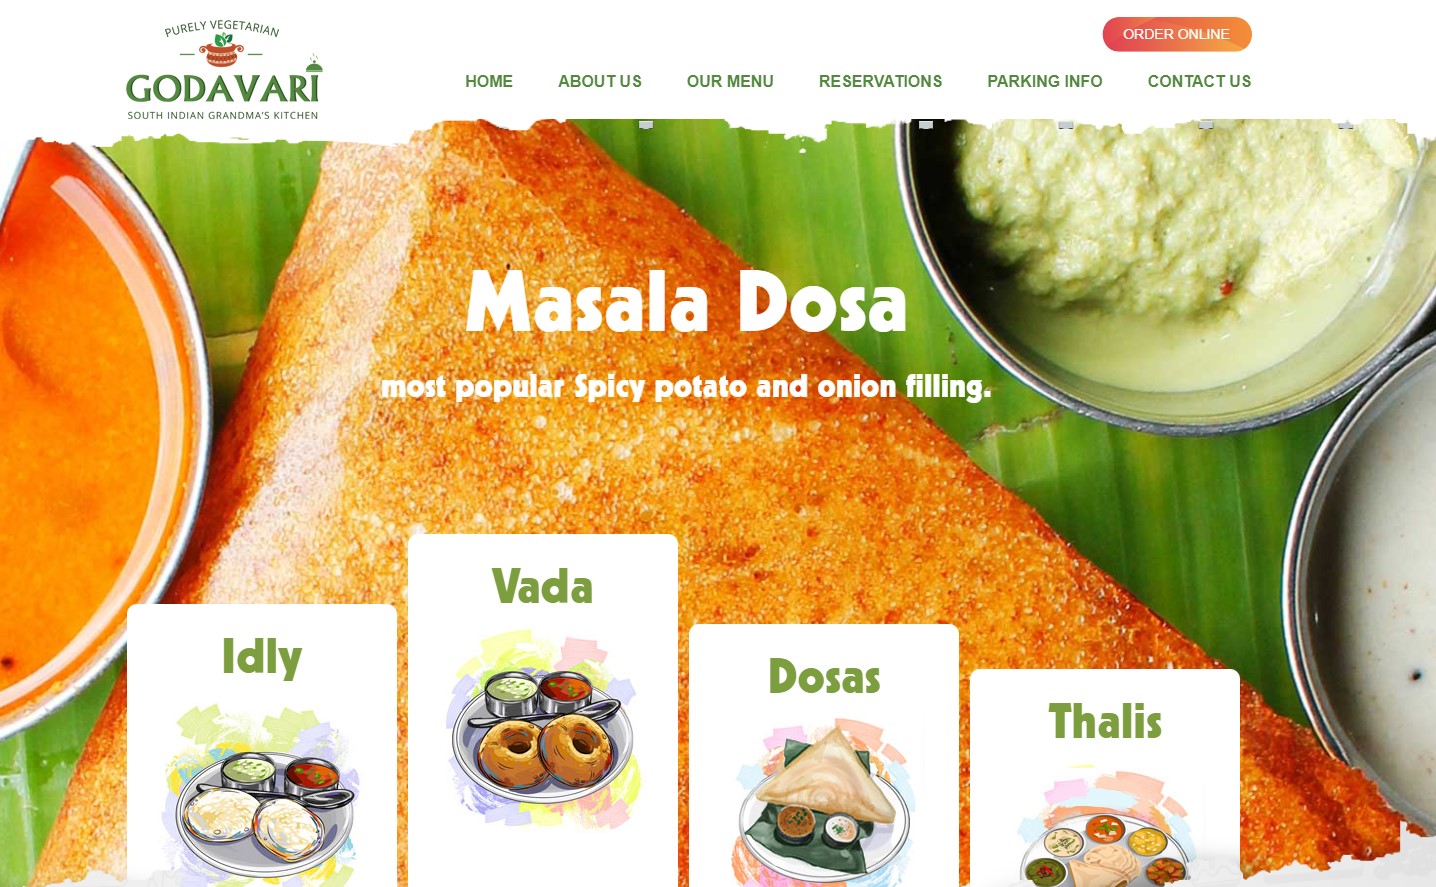 PURELY VEGETARIAN
GODAVARI
SOUTH INDIAN GRANDMA'S KITCHEN
ORDER ONLINE
HOME ABOUT US OUR MENU RESERVATIONS PARKING INFO CONTACT US
Masala Dosa
most popular Spicy potato and onion filling.
Idly
Vada
Dosas
Thalis